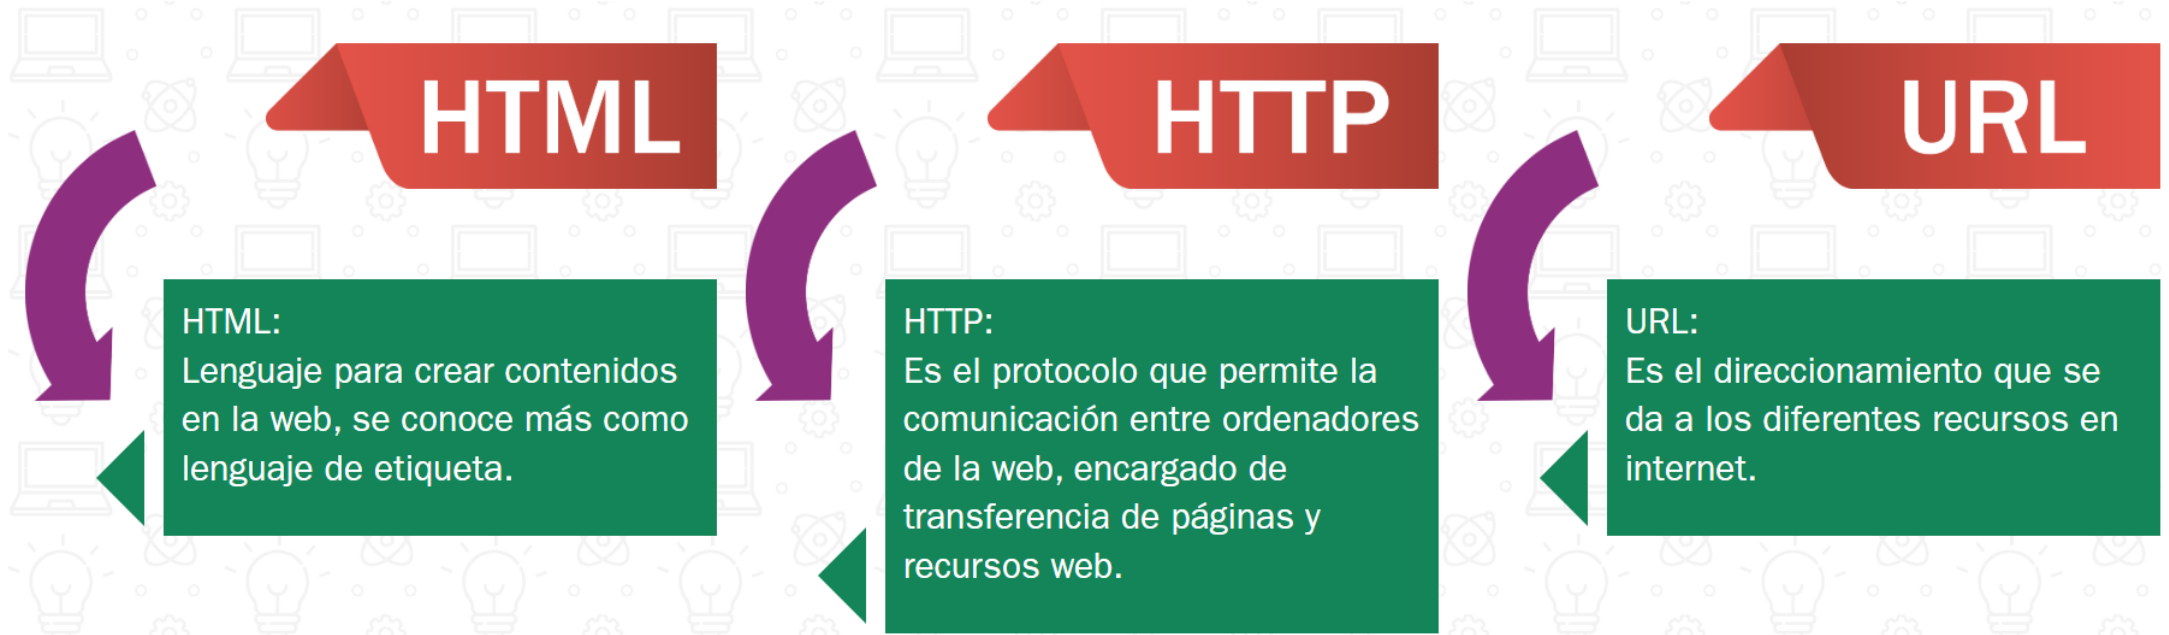 HTML
HTML:
Lenguaje para crear contenidos
en la web, se conoce más como
lenguaje de etiqueta.
HTTP
HTTP:
Es el protocolo que permite la
comunicación entre ordenadores
de la web, encargado de
transferencia de páginas y
recursos web.
URL
URL:
Es el direccionamiento que se
da a los diferentes recursos en
internet.